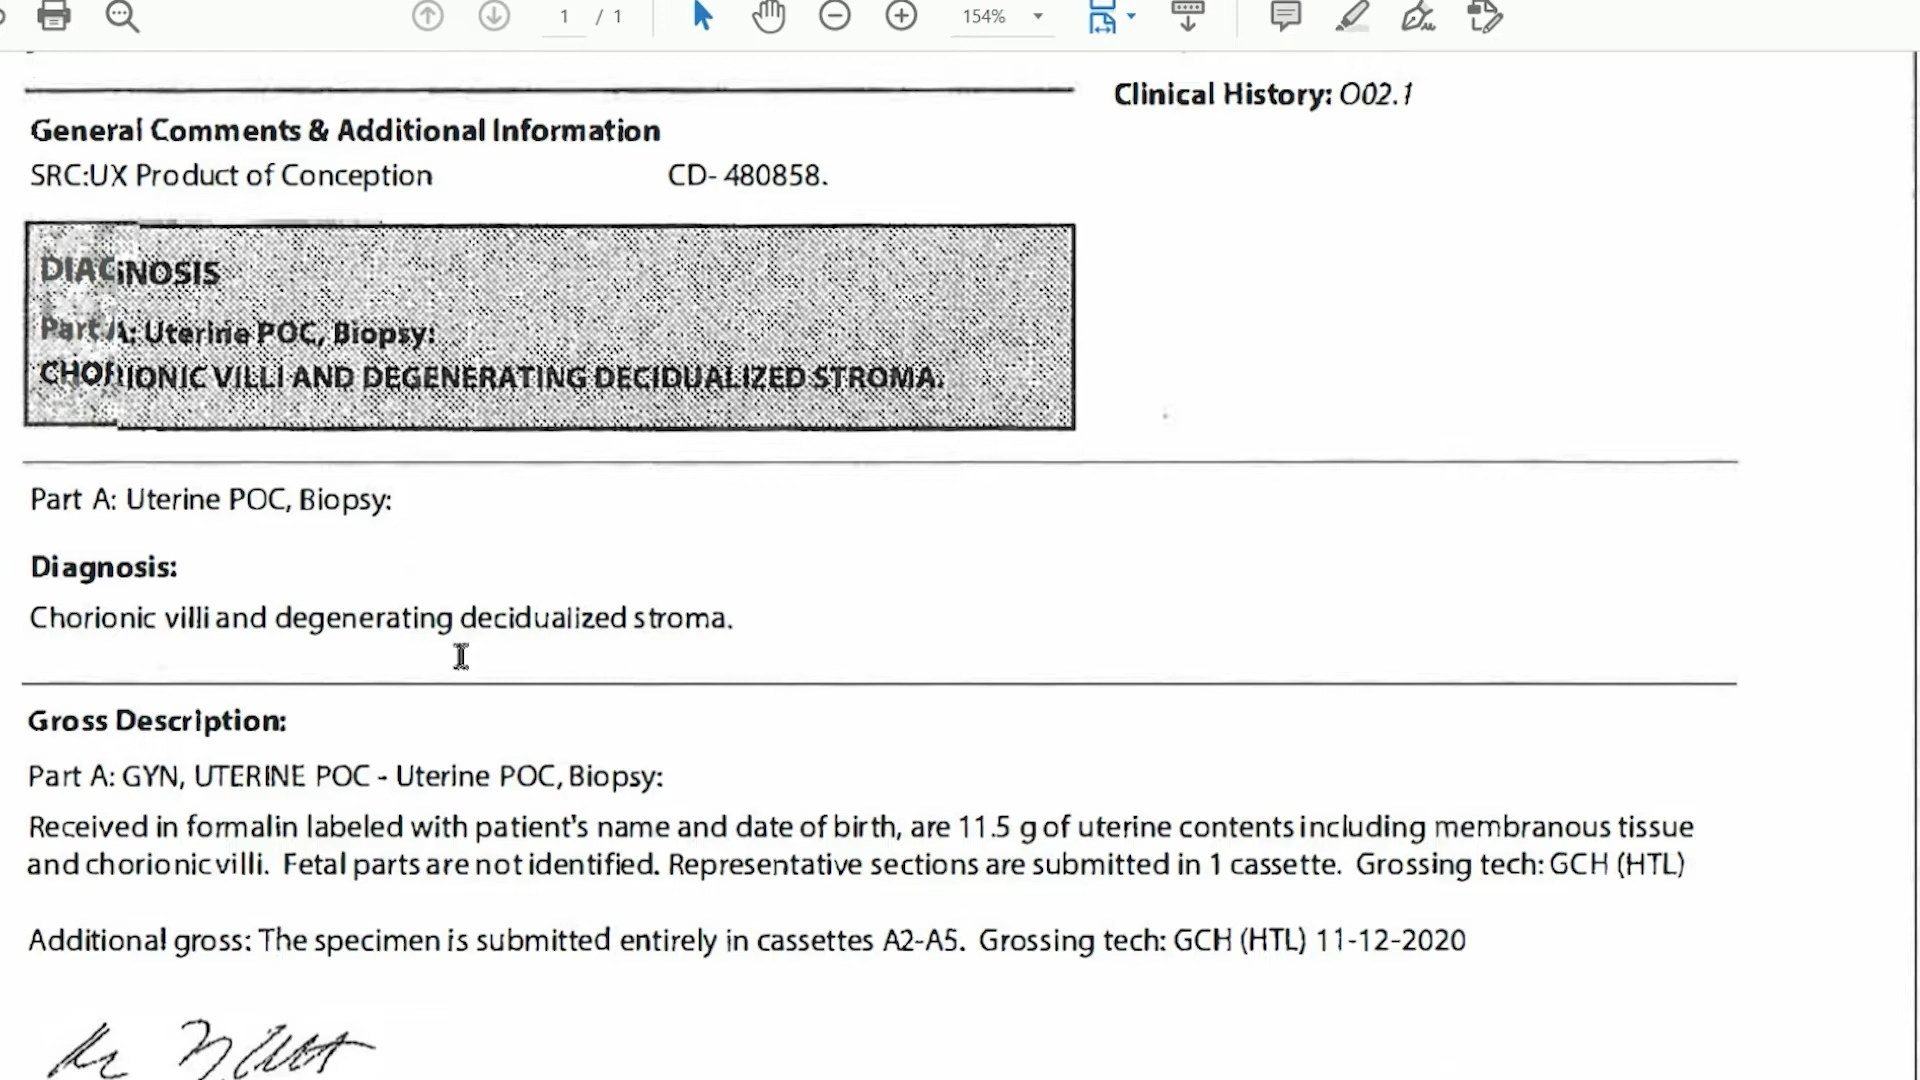 1 / 1
154%
Clinical History: O02.1
General Comments & Additional Information
SRC:UX Product of Conception CD- 480858.
DIAGNOSIS
Part A: Uterine POC, Biopsy:
CHORIONIC VILLI AND DEGENERATING DECIDUALIZED STROMA.
Part A: Uterine POC, Biopsy:
Diagnosis:
Chorionic villi and degenerating decidualized stroma.
Gross Description:
Part A: GYN, UTERINE POC - Uterine POC, Biopsy:
Received in formalin labeled with patient's name and date of birth, are 11.5 g of uterine contents including membranous tissue
and chorionic villi. Fetal parts are not identified. Representative sections are submitted in 1 cassette. Grossing tech: GCH (HTL)
Additional gross: The specimen is submitted entirely in cassettes A2-A5. Grossing tech: GCH (HTL) 11-12-2020